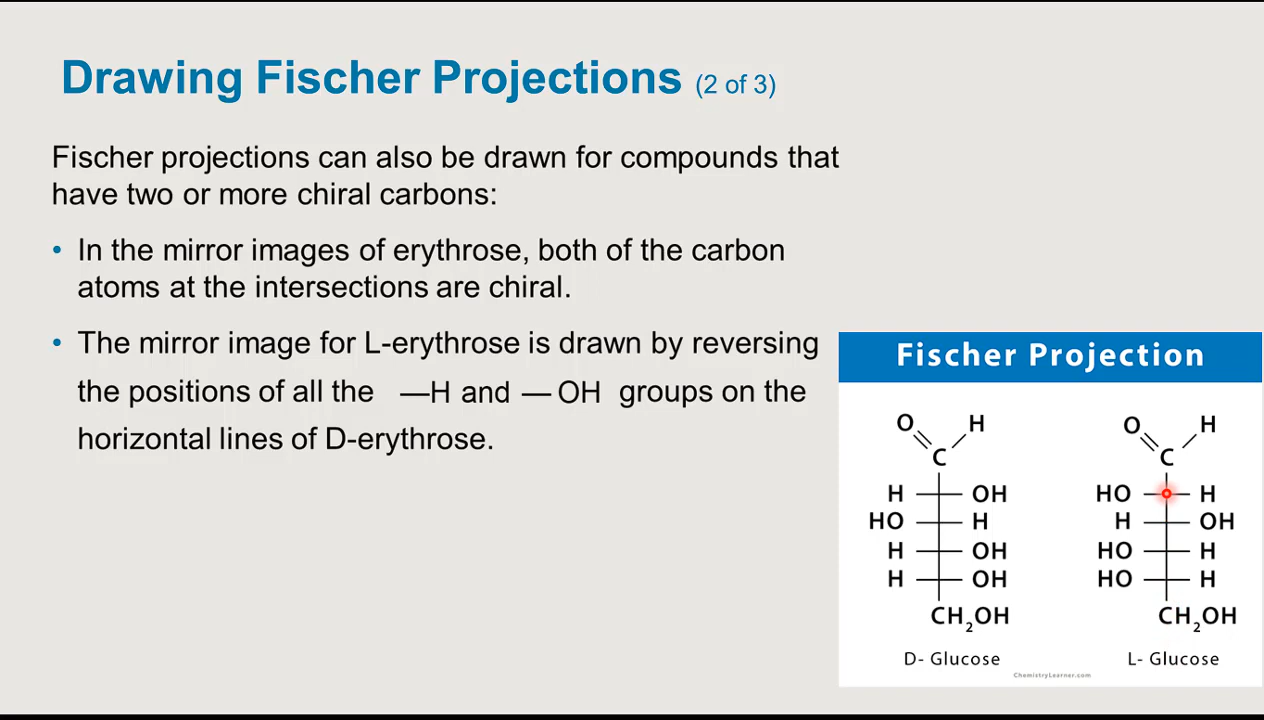 Drawing Fischer Projections (2 of 3)
Fischer projections can also be drawn for compounds that
have two or more chiral carbons:
• In the mirror images of erythrose, both of the carbon
atoms at the intersections are chiral.
• The mirror image for L-erythrose is drawn by reversing
the positions of all the —H and — OH groups on the
horizontal lines of D-erythrose.
Fischer Projection
O H
C
H OH
HO H
H OH
H OH
CH₂OH
D- Glucose
O H
C
HO H
H OH
HO H
HO H
CH₂OH
L- Glucose
ChemistryLearner.com